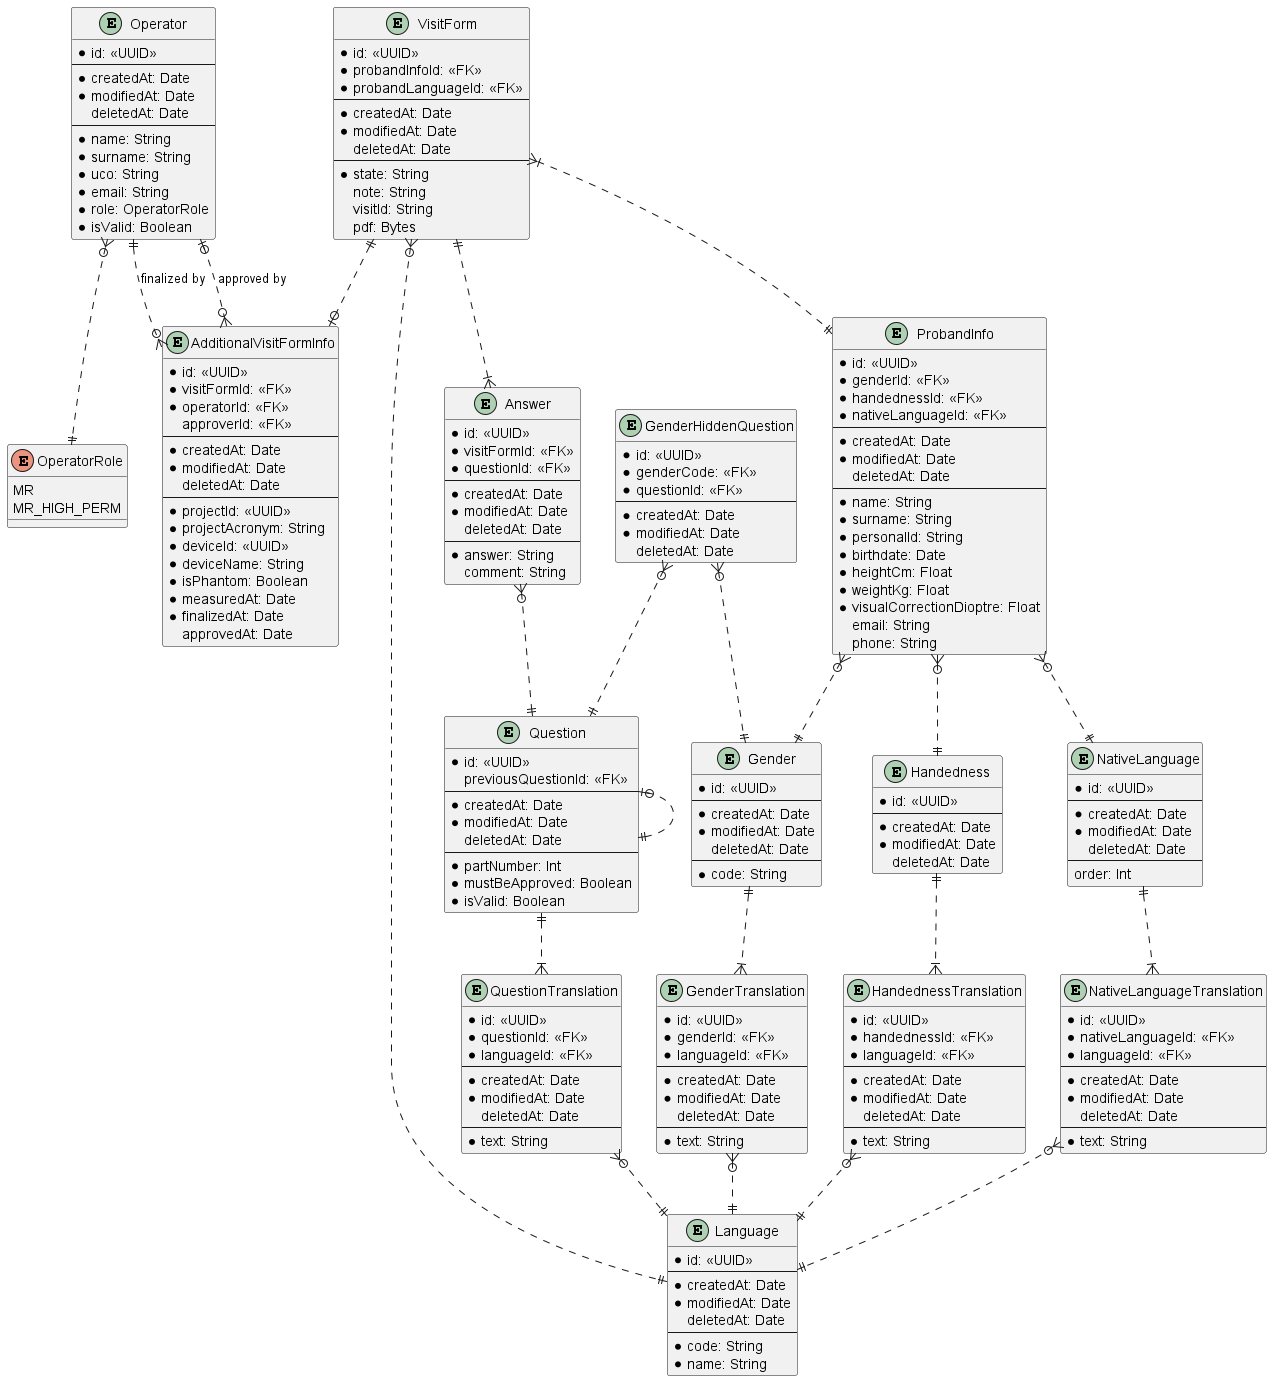 E Operator
id: «UUID»
createdAt: Date
modifiedAt: Date
deletedAt: Date
name: String
surname: String
uco: String
email: String
role: OperatorRole
isValid: Boolean
E VisitForm
id: «UUID»
probandInfoId: «FK»
probandLanguageId: «FK»
createdAt: Date
modifiedAt: Date
deletedAt: Date
state: String
note: String
visitId: String
pdf: Bytes
finalized by
approved by
E AdditionalVisitFormInfo
id: «UUID»
visitFormId: «FK»
operatorId: «FK»
approverId: «FK»
createdAt: Date
modifiedAt: Date
deletedAt: Date
projectId: «UUID»
projectAcronym: String
deviceId: «UUID»
deviceName: String
isPhantom: Boolean
measuredAt: Date
finalizedAt: Date
approvedAt: Date
E ProbandInfo
id: «UUID»
genderId: «FK»
handednessId: «FK»
nativeLanguageId: «FK»
createdAt: Date
modifiedAt: Date
deletedAt: Date
name: String
surname: String
personalId: String
birthdate: Date
heightCm: Float
weightKg: Float
visualCorrectionDioptre: Float
email: String
phone: String
E OperatorRole
MR
MR_HIGH_PERM
E Answer
id: «UUID»
visitFormId: «FK»
questionId: «FK»
createdAt: Date
modifiedAt: Date
deletedAt: Date
answer: String
comment: String
E GenderHiddenQuestion
id: «UUID»
genderCode: «FK»
questionId: «FK»
createdAt: Date
modifiedAt: Date
deletedAt: Date
E Question
id: «UUID»
previousQuestionId: «FK»
createdAt: Date
modifiedAt: Date
deletedAt: Date
partNumber: Int
mustBeApproved: Boolean
isValid: Boolean
E Gender
id: «UUID»
createdAt: Date
modifiedAt: Date
deletedAt: Date
code: String
E Handedness
id: «UUID»
createdAt: Date
modifiedAt: Date
deletedAt: Date
E NativeLanguage
id: «UUID»
createdAt: Date
modifiedAt: Date
deletedAt: Date
order: Int
E QuestionTranslation
id: «UUID»
questionId: «FK»
languageId: «FK»
createdAt: Date
modifiedAt: Date
deletedAt: Date
text: String
E GenderTranslation
id: «UUID»
genderId: «FK»
languageId: «FK»
createdAt: Date
modifiedAt: Date
deletedAt: Date
text: String
E HandednessTranslation
id: «UUID»
handednessId: «FK»
languageId: «FK»
createdAt: Date
modifiedAt: Date
deletedAt: Date
text: String
E NativeLanguageTranslation
id: «UUID»
nativeLanguageId: «FK»
languageId: «FK»
createdAt: Date
modifiedAt: Date
deletedAt: Date
text: String
E Language
id: «UUID»
createdAt: Date
modifiedAt: Date
deletedAt: Date
code: String
name: String